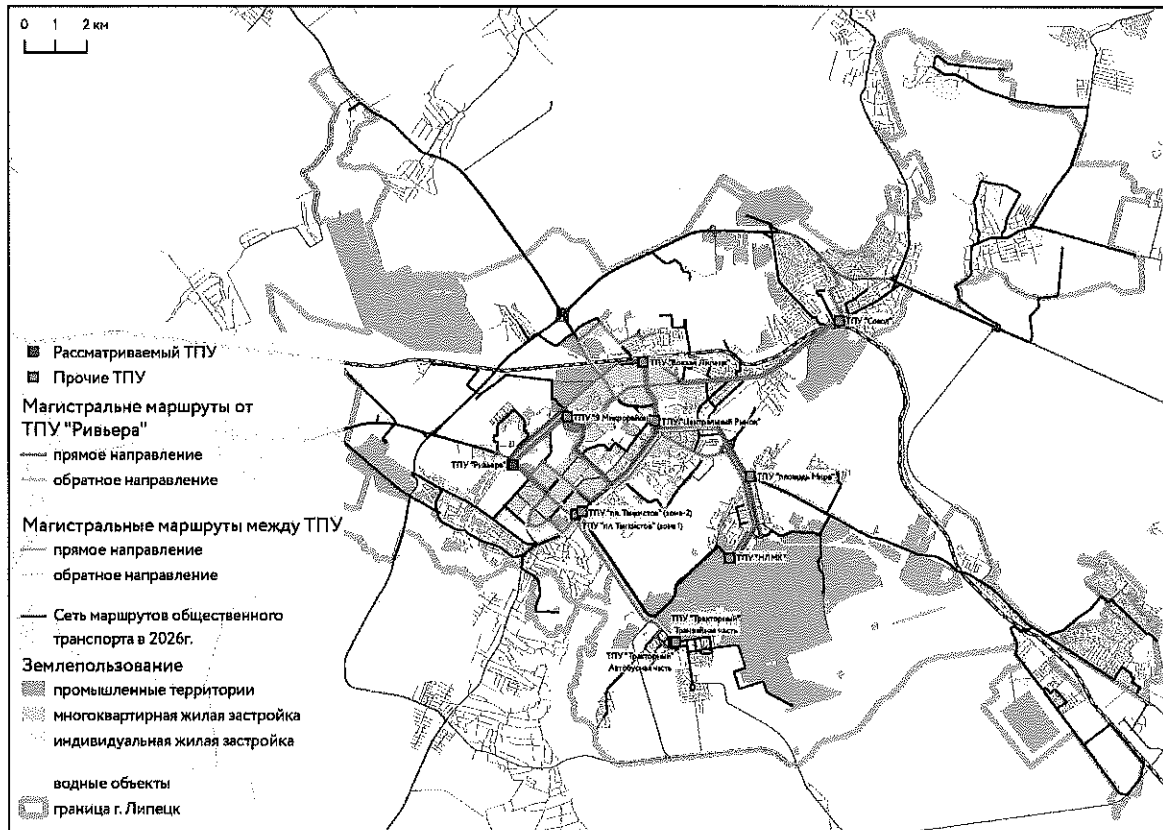 0 1 2 км
Рассматриваемый ТПУ
Прочие ТПУ
Магистральне маршруты от
ТПУ "Ривьера"
прямое направление
обратное направление
Магистральные маршруты между ТПУ
прямое направление
обратное направление
Сеть маршрутов общественного
транспорта в 2026г.
Землепользование
промышленные территории
многоквартирная жилая застройка
индивидуальная жилая застройка
водные объекты
граница г. Липецк
ТПУ "Сокол"
ТПУ "9 Микрорайон"
ТПУ "Центральный Рынок"
ТПУ "Ривьера"
ТПУ "площадь Мира"
ТПУ "пл. Танкистов" (зона-2)
ТПУ "пл. Танкистов" (зона 1)
ТПУ "НЛМК"
ТПУ "Тракторный"
Трамвайная часть
ТПУ "Тракторный"
Автобусная часть